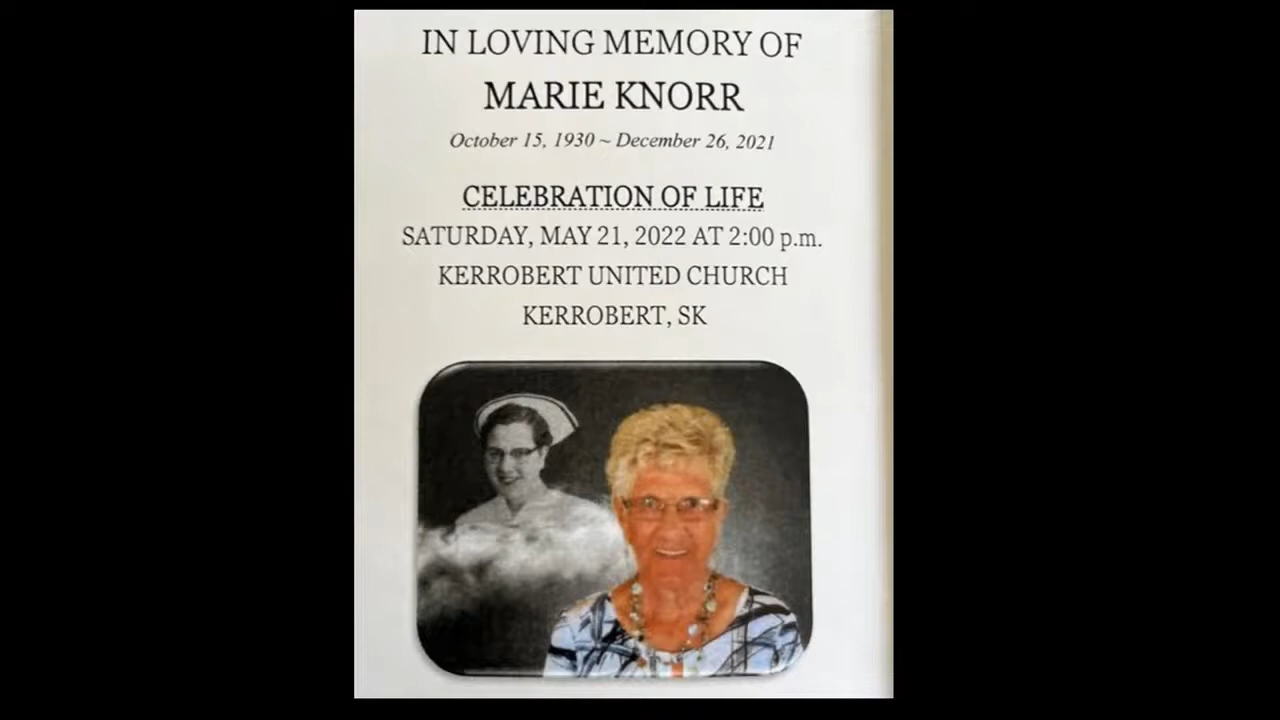 IN LOVING MEMORY OF
MARIE KNORR
October 15, 1930 ~ December 26, 2021
CELEBRATION OF LIFE
SATURDAY, MAY 21, 2022 AT 2:00 p.m.
KERROBERT UNITED CHURCH
KERROBERT, SK